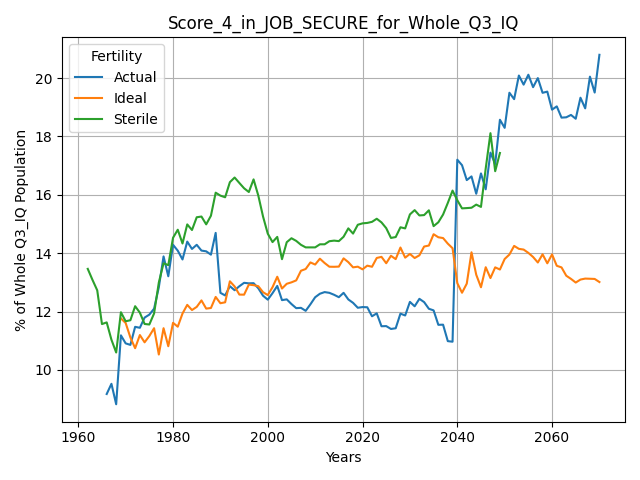 Score_4_in_JOB_SECURE_for_Whole_Q3_IQ
Fertility
Actual
Ideal
Sterile
% of Whole Q3_IQ Population
20
18
16
14
12
10
1960
1980
2000
2020
2040
2060
Years